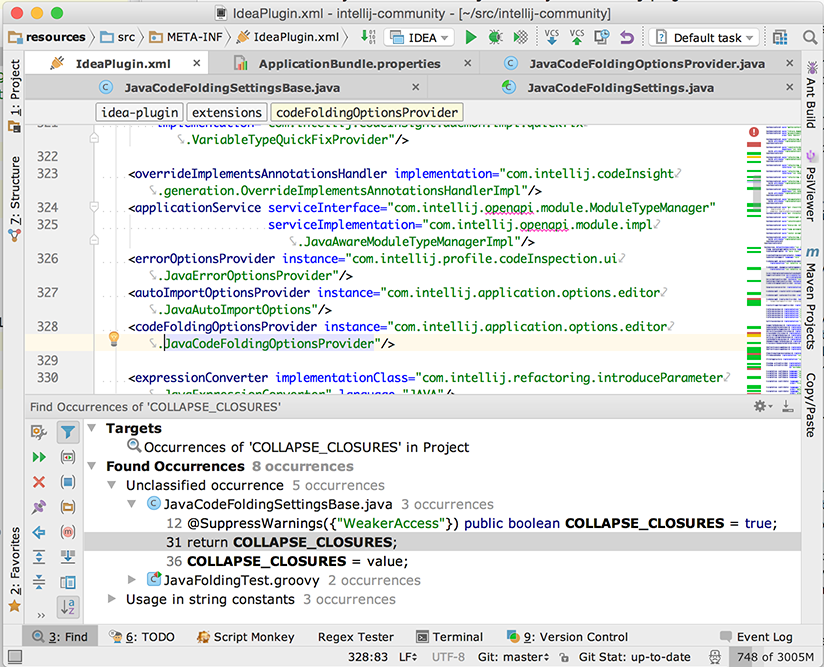 IdeaPlugin.xml - intellij-community - [~/src/intellij-community]
resources src META-INF IdeaPlugin.xml IDEA VCS VCS ? Default task
IdeaPlugin.xml ApplicationBundle.properties JavaCodeFoldingOptionsProvider.java
JavaCodeFoldingSettingsBase.java JavaCodeFoldingSettings.java
idea-plugin extensions codeFoldingOptionsProvider
.VariableTypeQuickFixProvider"/>
322
323 <overrideImplementsAnnotationsHandler implementation="com.intellij.codeInsight
.generation.OverrideImplementsAnnotationsHandlerImpl"/>
324 <applicationService serviceInterface="com.intellij.openapi.module.ModuleTypeManager"
325 serviceImplementation="com.intellij.openapi.module.impl
.JavaAwareModuleTypeManagerImpl"/>
326 <errorOptionsProvider instance="com.intellij.profile.codeInspection.ui
.JavaErrorOptionsProvider"/>
327 <autoImportOptionsProvider instance="com.intellij.application.options.editor
.JavaAutoImportOptions"/>
328 <codeFoldingOptionsProvider instance="com.intellij.application.options.editor
.JavaCodeFoldingOptionsProvider"/>
329
330 <expressionConverter implementationClass="com.intellij.refactoring.introduceParameter
1: Project
7: Structure
2: Favorites
Ant Build
PsiViewer
m Maven Projects
Copy/Paste
Find Occurrences of 'COLLAPSE_CLOSURES'
Targets
Occurrences of 'COLLAPSE_CLOSURES' in Project
Found Occurrences 8 occurrences
Unclassified occurrence 5 occurrences
JavaCodeFoldingSettingsBase.java 3 occurrences
12 @SuppressWarnings({"WeakerAccess"}) public boolean COLLAPSE_CLOSURES = true;
31 return COLLAPSE_CLOSURES;
36 COLLAPSE_CLOSURES = value;
JavaFoldingTest.groovy 2 occurrences
Usage in string constants 3 occurrences
3: Find 6: TODO Script Monkey Regex Tester Terminal 9: Version Control Event Log
328:83 LF UTF-8 Git: master Git Stat: up-to-date 748 of 3005M